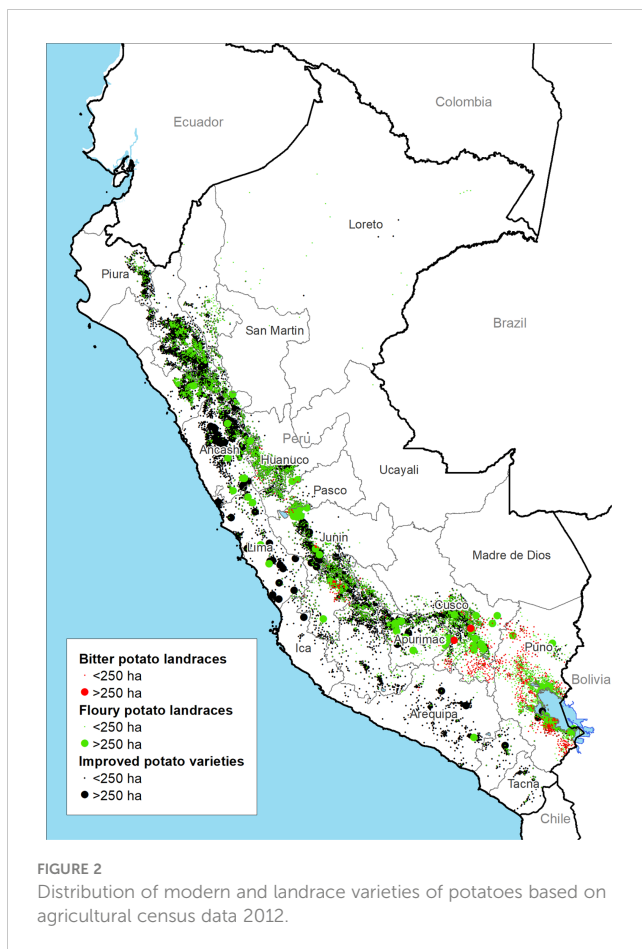 Colombia
Ecuador
Loreto
Piura
San Martin
Brazil
Peru
Ancash
Huanuco
Ucayali
Pasco
Junin
Lima
Madre de Dios
Cusco
Apurimac
Ica
Puno
Bolivia
Arequipa
Tacna
Chile
Bitter potato landraces
<250 ha
>250 ha
Floury potato landraces
<250 ha
>250 ha
Improved potato varieties
<250 ha
>250 ha
FIGURE 2
Distribution of modern and landrace varieties of potatoes based on
agricultural census data 2012.